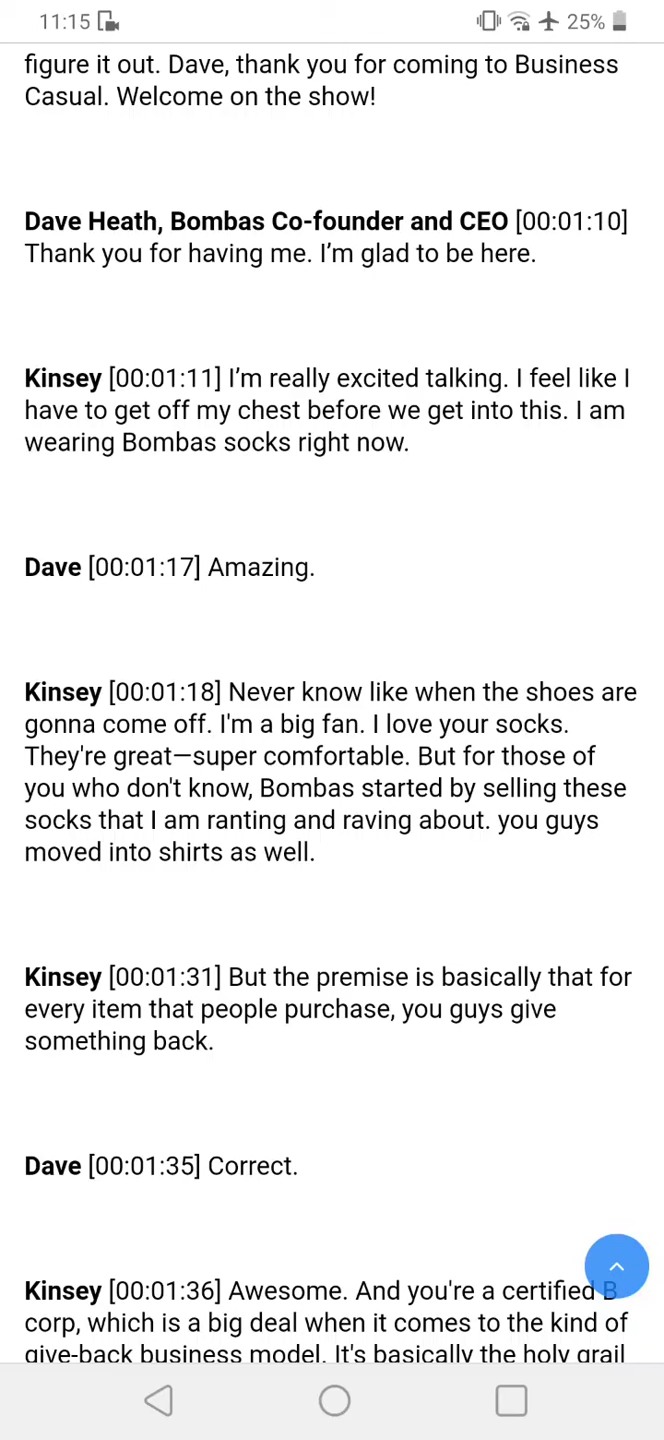 11:15
25%
figure it out. Dave, thank you for coming to Business
Casual. Welcome on the show!
Dave Heath, Bombas Co-founder and CEO [00:01:10]
Thank you for having me. I’m glad to be here.
Kinsey [00:01:11] I’m really excited talking. I feel like I
have to get off my chest before we get into this. I am
wearing Bombas socks right now.
Dave [00:01:17] Amazing.
Kinsey [00:01:18] Never know like when the shoes are
gonna come off. I'm a big fan. I love your socks.
They're great—super comfortable. But for those of
you who don't know, Bombas started by selling these
socks that I am ranting and raving about. you guys
moved into shirts as well.
Kinsey [00:01:31] But the premise is basically that for
every item that people purchase, you guys give
something back.
Dave [00:01:35] Correct.
Kinsey [00:01:36] Awesome. And you're a certified B
corp, which is a big deal when it comes to the kind of
give-back business model. It's basically the holy grail